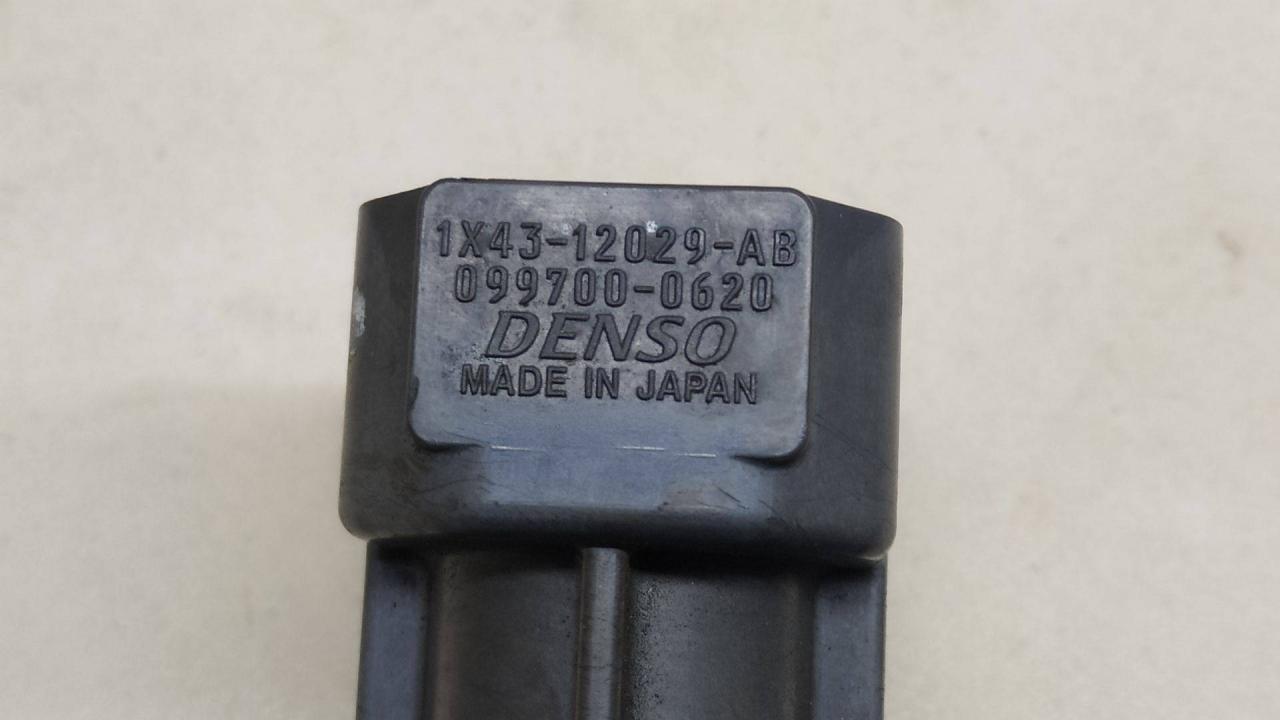 1X43-12029-AB
099700-0620
DENSO
MADE IN JAPAN